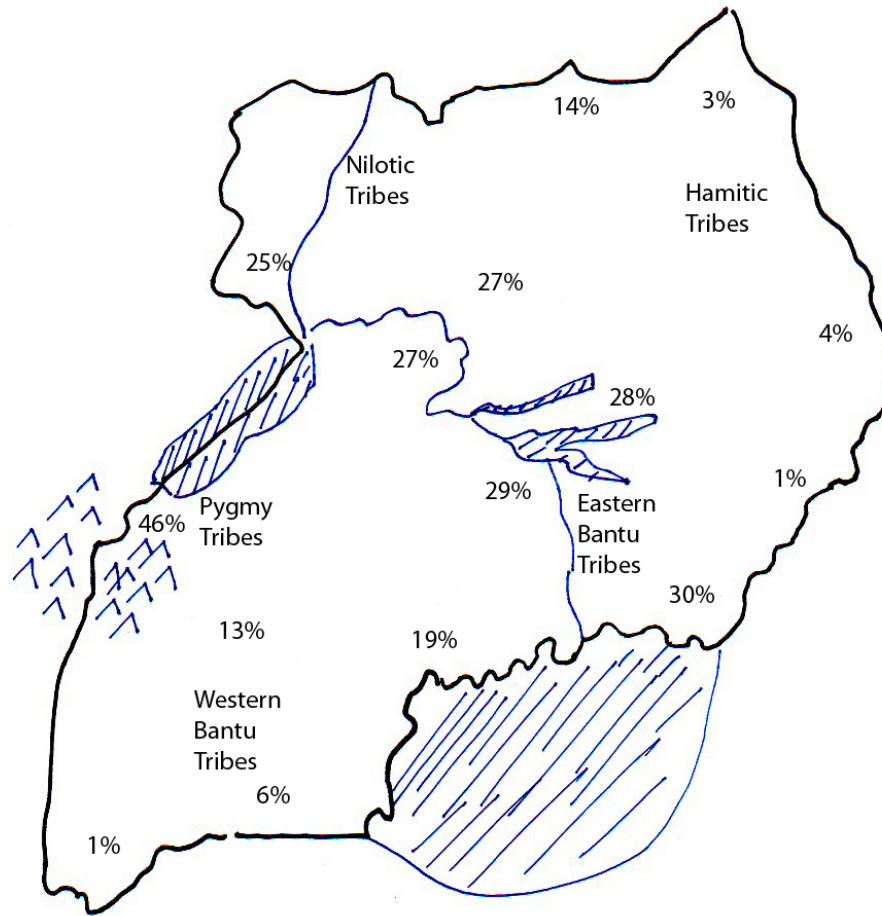 14%
3%
Nilotic
Tribes
Hamitic
Tribes
25%
27%
4%
27%
28%
1%
29%
Eastern
Bantu
Tribes
46%
Pygmy
Tribes
30%
13%
19%
Western
Bantu
Tribes
6%
1%